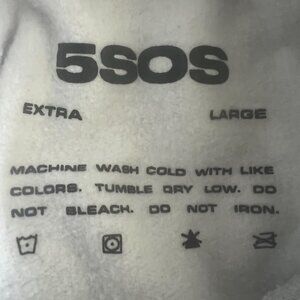 5SOS
EXTRA LARGE
MACHINE WASH COLD WITH LIKE
COLORS. TUMBLE DRY LOW. DO
NOT BLEACH. DO NOT IRON.